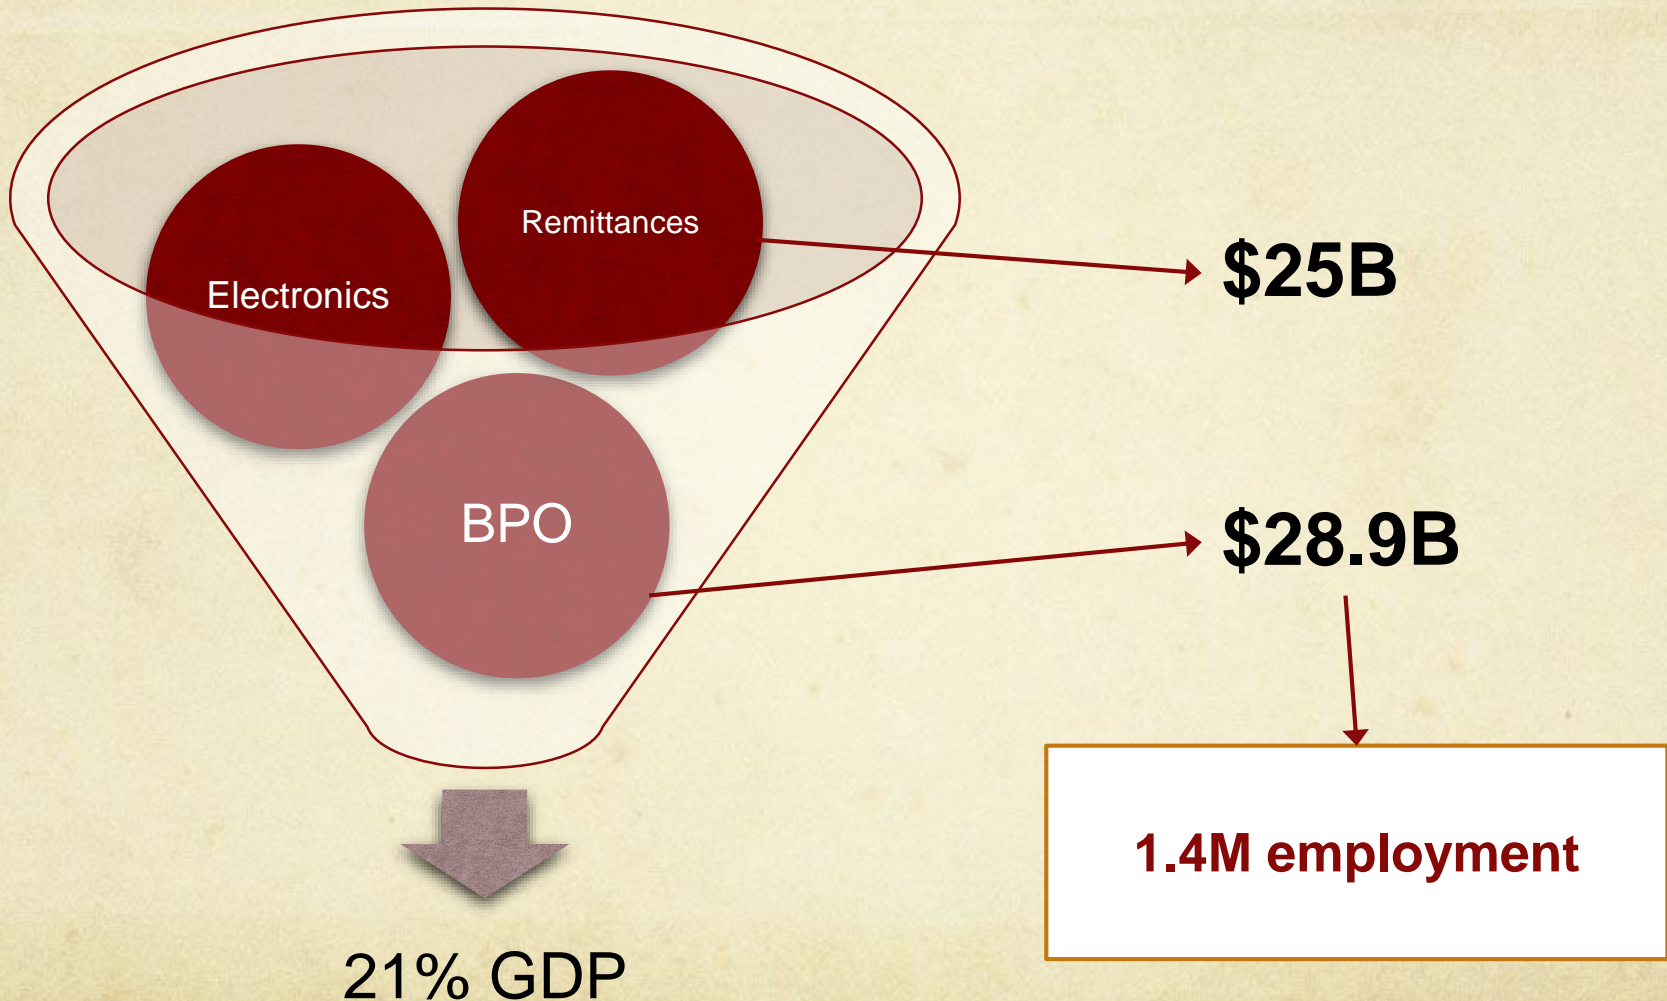 Remittances
Electronics
$25B
BPO
$28.9B
1.4M employment
21% GDP